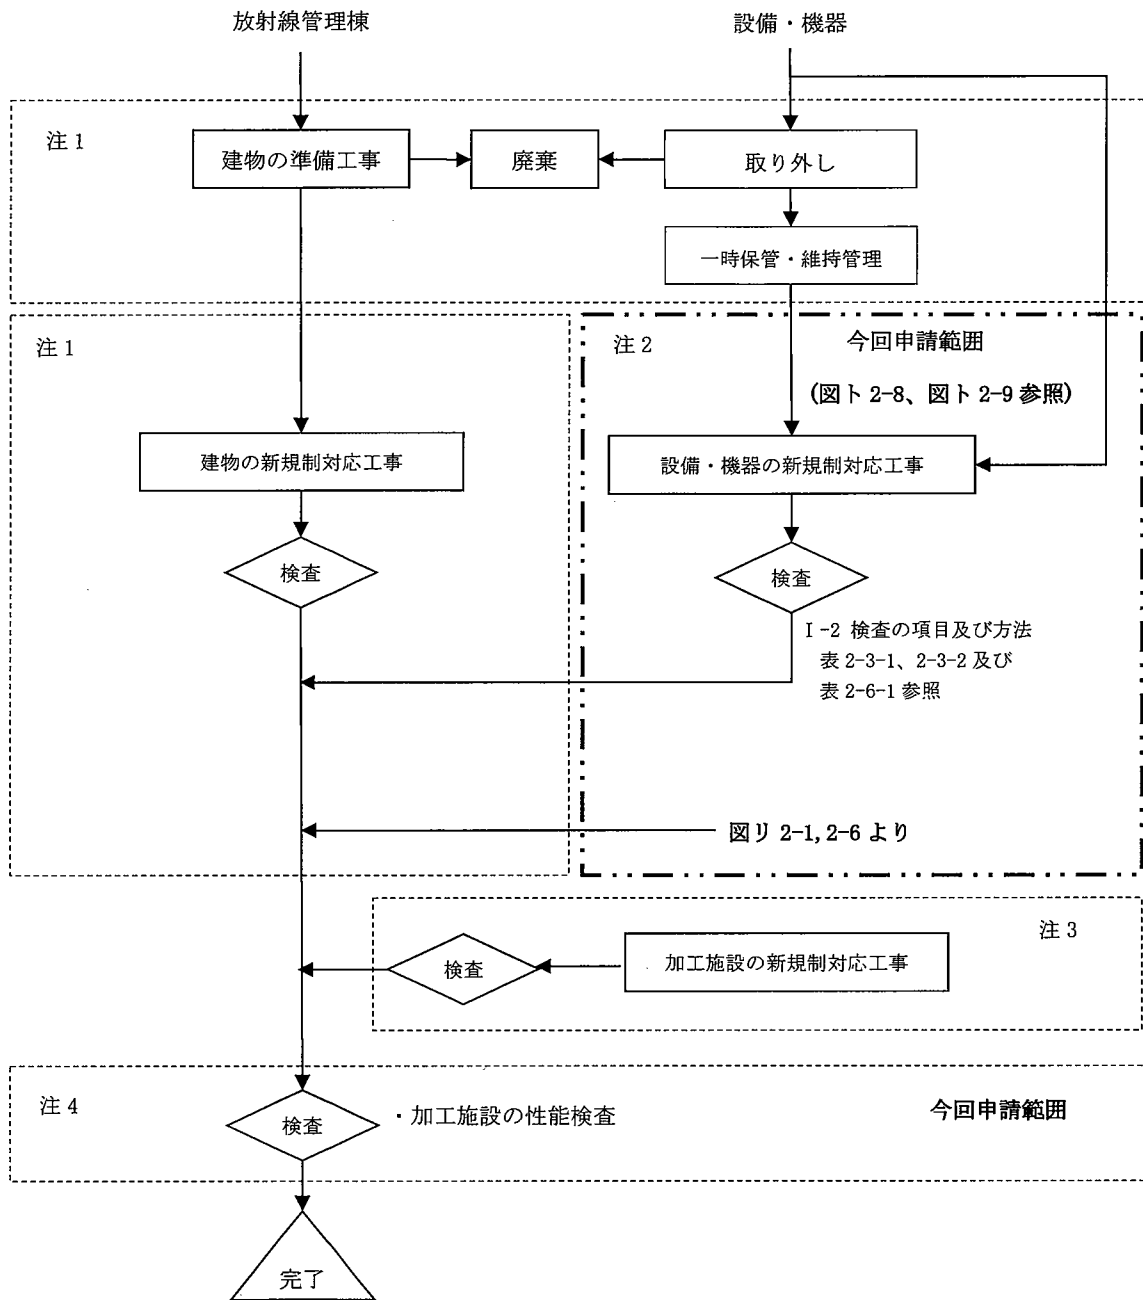 放射線管理棟
設備・機器
注1
建物の準備工事
廃棄
取り外し
一時保管・維持管理
注1
注2
今回申請範囲
(図ト 2-8、図ト 2-9 参照)
建物の新規制対応工事
設備・機器の新規制対応工事
検査
検査
Ⅰ-2 検査の項目及び方法
表 2-3-1、2-3-2 及び
表 2-6-1 参照
図リ 2-1, 2-6 より
注3
検査
加工施設の新規制対応工事
注4
検査
・加工施設の性能検査
今回申請範囲
完了